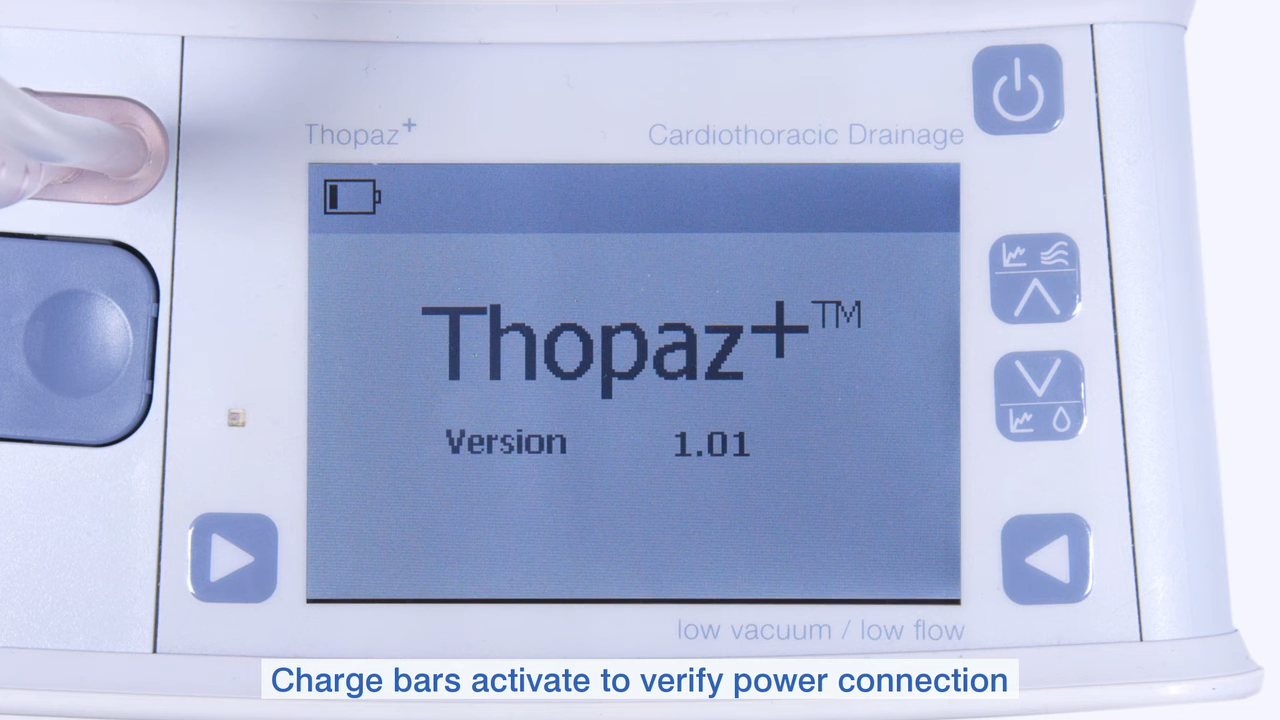 Thopaz+
Cardiothoracic Drainage
Thopaz+™
Version 1.01
low vacuum / low flow
Charge bars activate to verify power connection